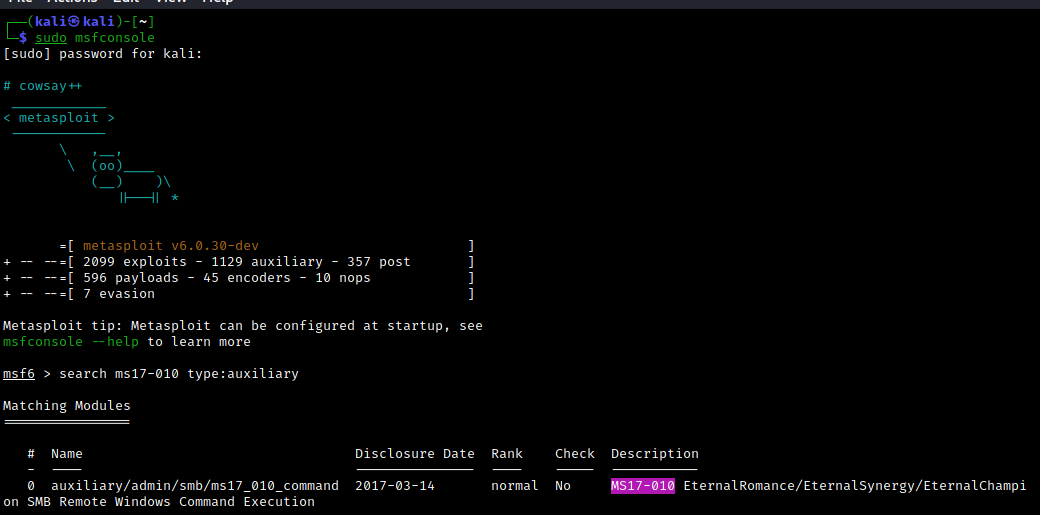 File Actions Edit View Help
┌──(kali㉿kali)-[~]
└─$ sudo msfconsole
[sudo] password for kali:
# cowsay++
 ____________
< metasploit >
 ------------
       \   ,__,
        \  (oo)____
           (__)    )\
              ||--|| *
       =[ metasploit v6.0.30-dev                          ]
+ -- --=[ 2099 exploits - 1129 auxiliary - 357 post       ]
+ -- --=[ 596 payloads - 45 encoders - 10 nops            ]
+ -- --=[ 7 evasion                                       ]
Metasploit tip: Metasploit can be configured at startup, see
msfconsole --help to learn more
msf6 > search ms17-010 type:auxiliary
Matching Modules
================
   #  Name                                  Disclosure Date  Rank    Check  Description
   -  ----                                  ---------------  ----    -----  -----------
   0  auxiliary/admin/smb/ms17_010_command  2017-03-14       normal  No     MS17-010 EternalRomance/EternalSynergy/EternalChampi
on SMB Remote Windows Command Execution